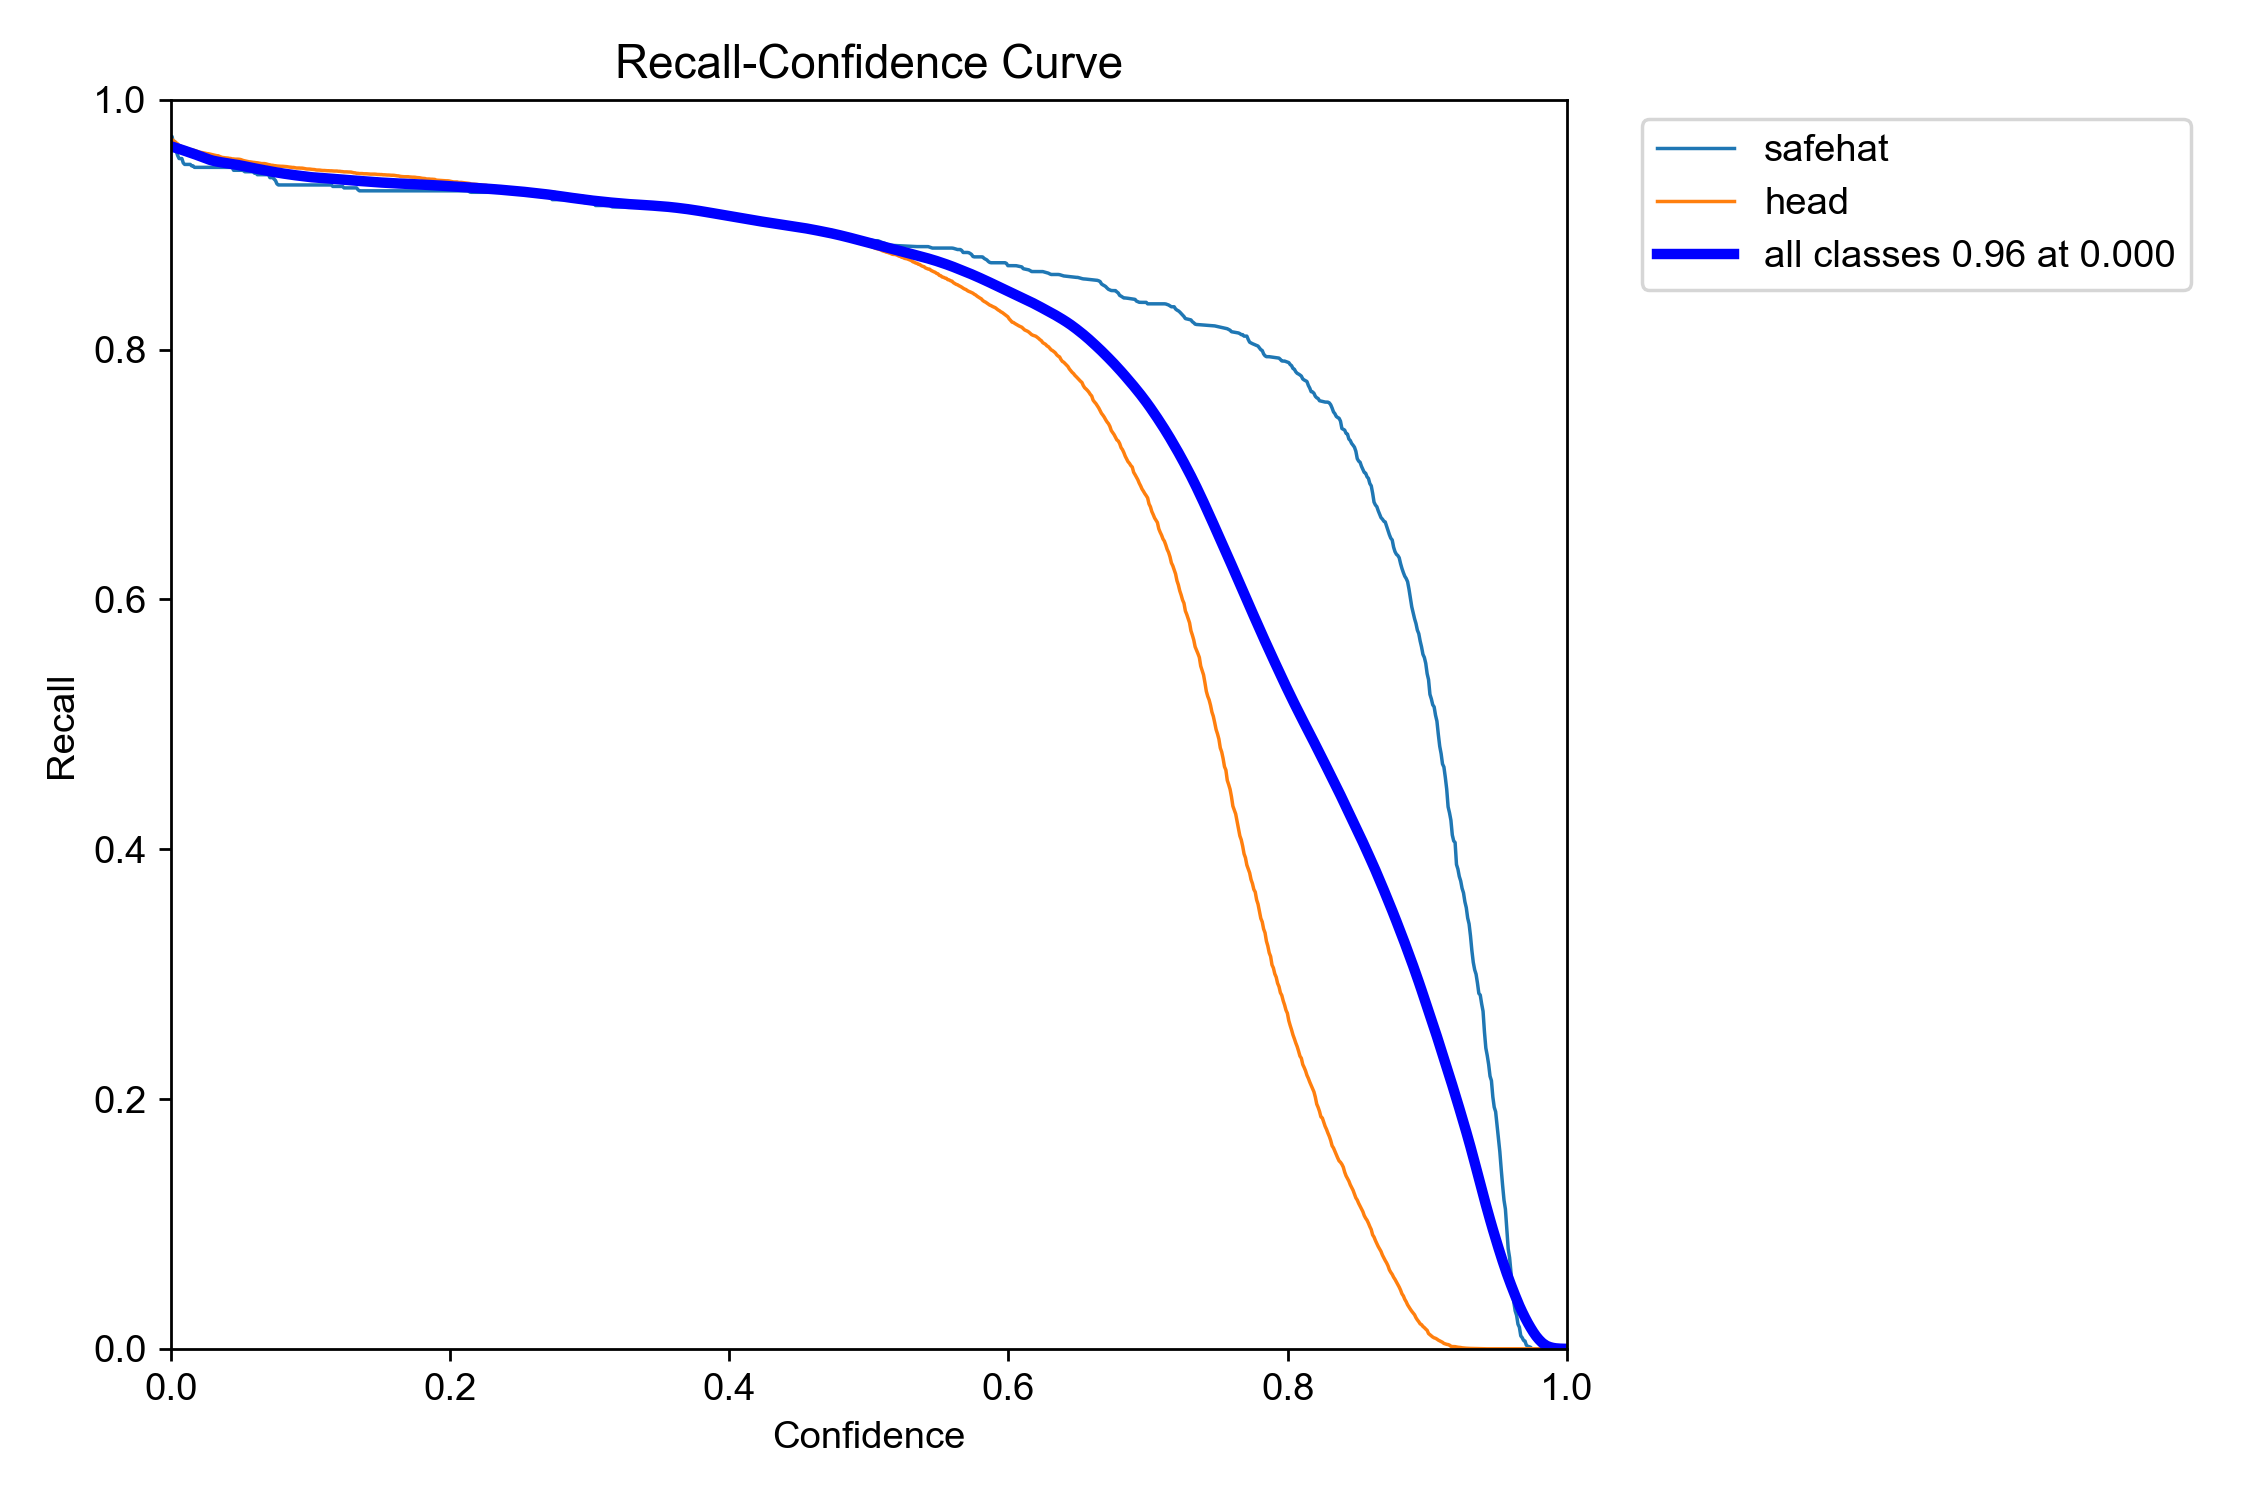 Recall-Confidence Curve
1.0
0.8
0.6
0.4
0.2
0.0
Recall
0.0 0.2 0.4 0.6 0.8 1.0
Confidence
safehat
head
all classes 0.96 at 0.000